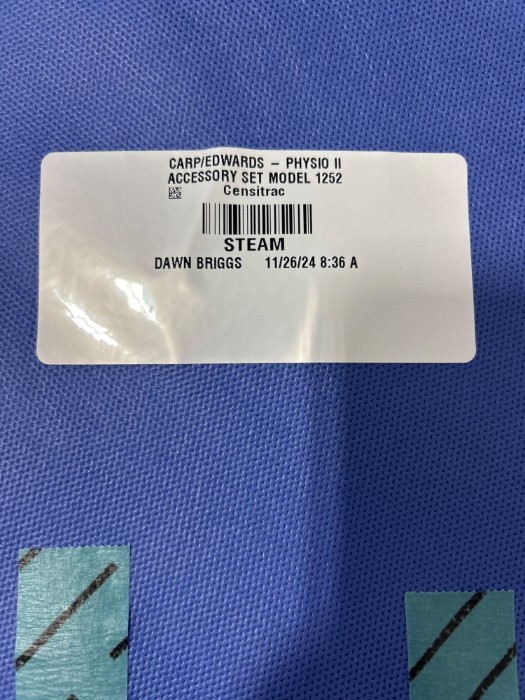 CARP/EDWARDS – PHYSIO II
ACCESSORY SET MODEL 1252
Censitrac
STEAM
DAWN BRIGGS 11/26/24 8:36 A